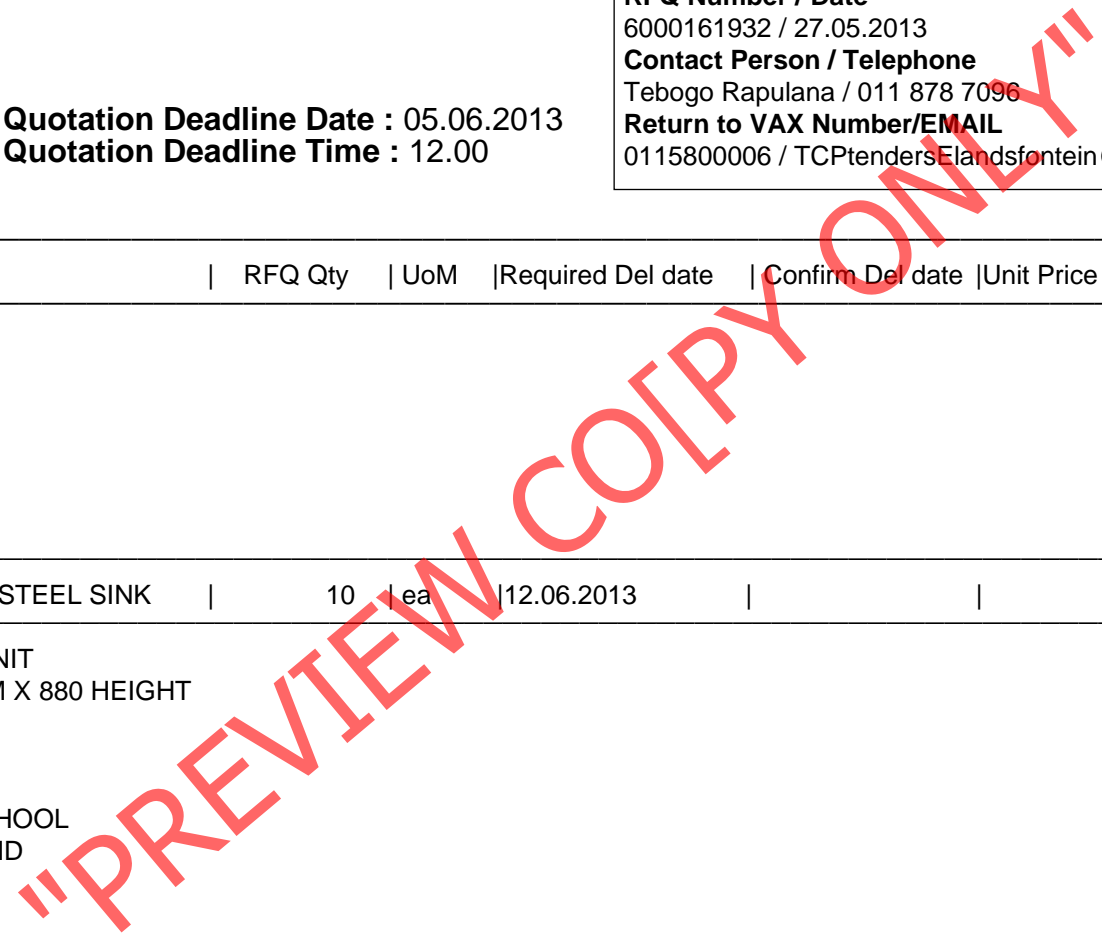 RFQ Number / Date
6000161932 / 27.05.2013
Contact Person / Telephone
Tebogo Rapulana / 011 878 7096
Quotation Deadline Date : 05.06.2013
Return to VAX Number/EMAIL
Quotation Deadline Time : 12.00
0115800006 / TCPtendersElandsfontein
| RFQ Qty | UoM |Required Del date | Confirm Del date |Unit Price
STEEL SINK | 10 | ea |12.06.2013 | |
NIT
M X 880 HEIGHT
HOOL
ND
"PREVIEW CO[PY ONLY"